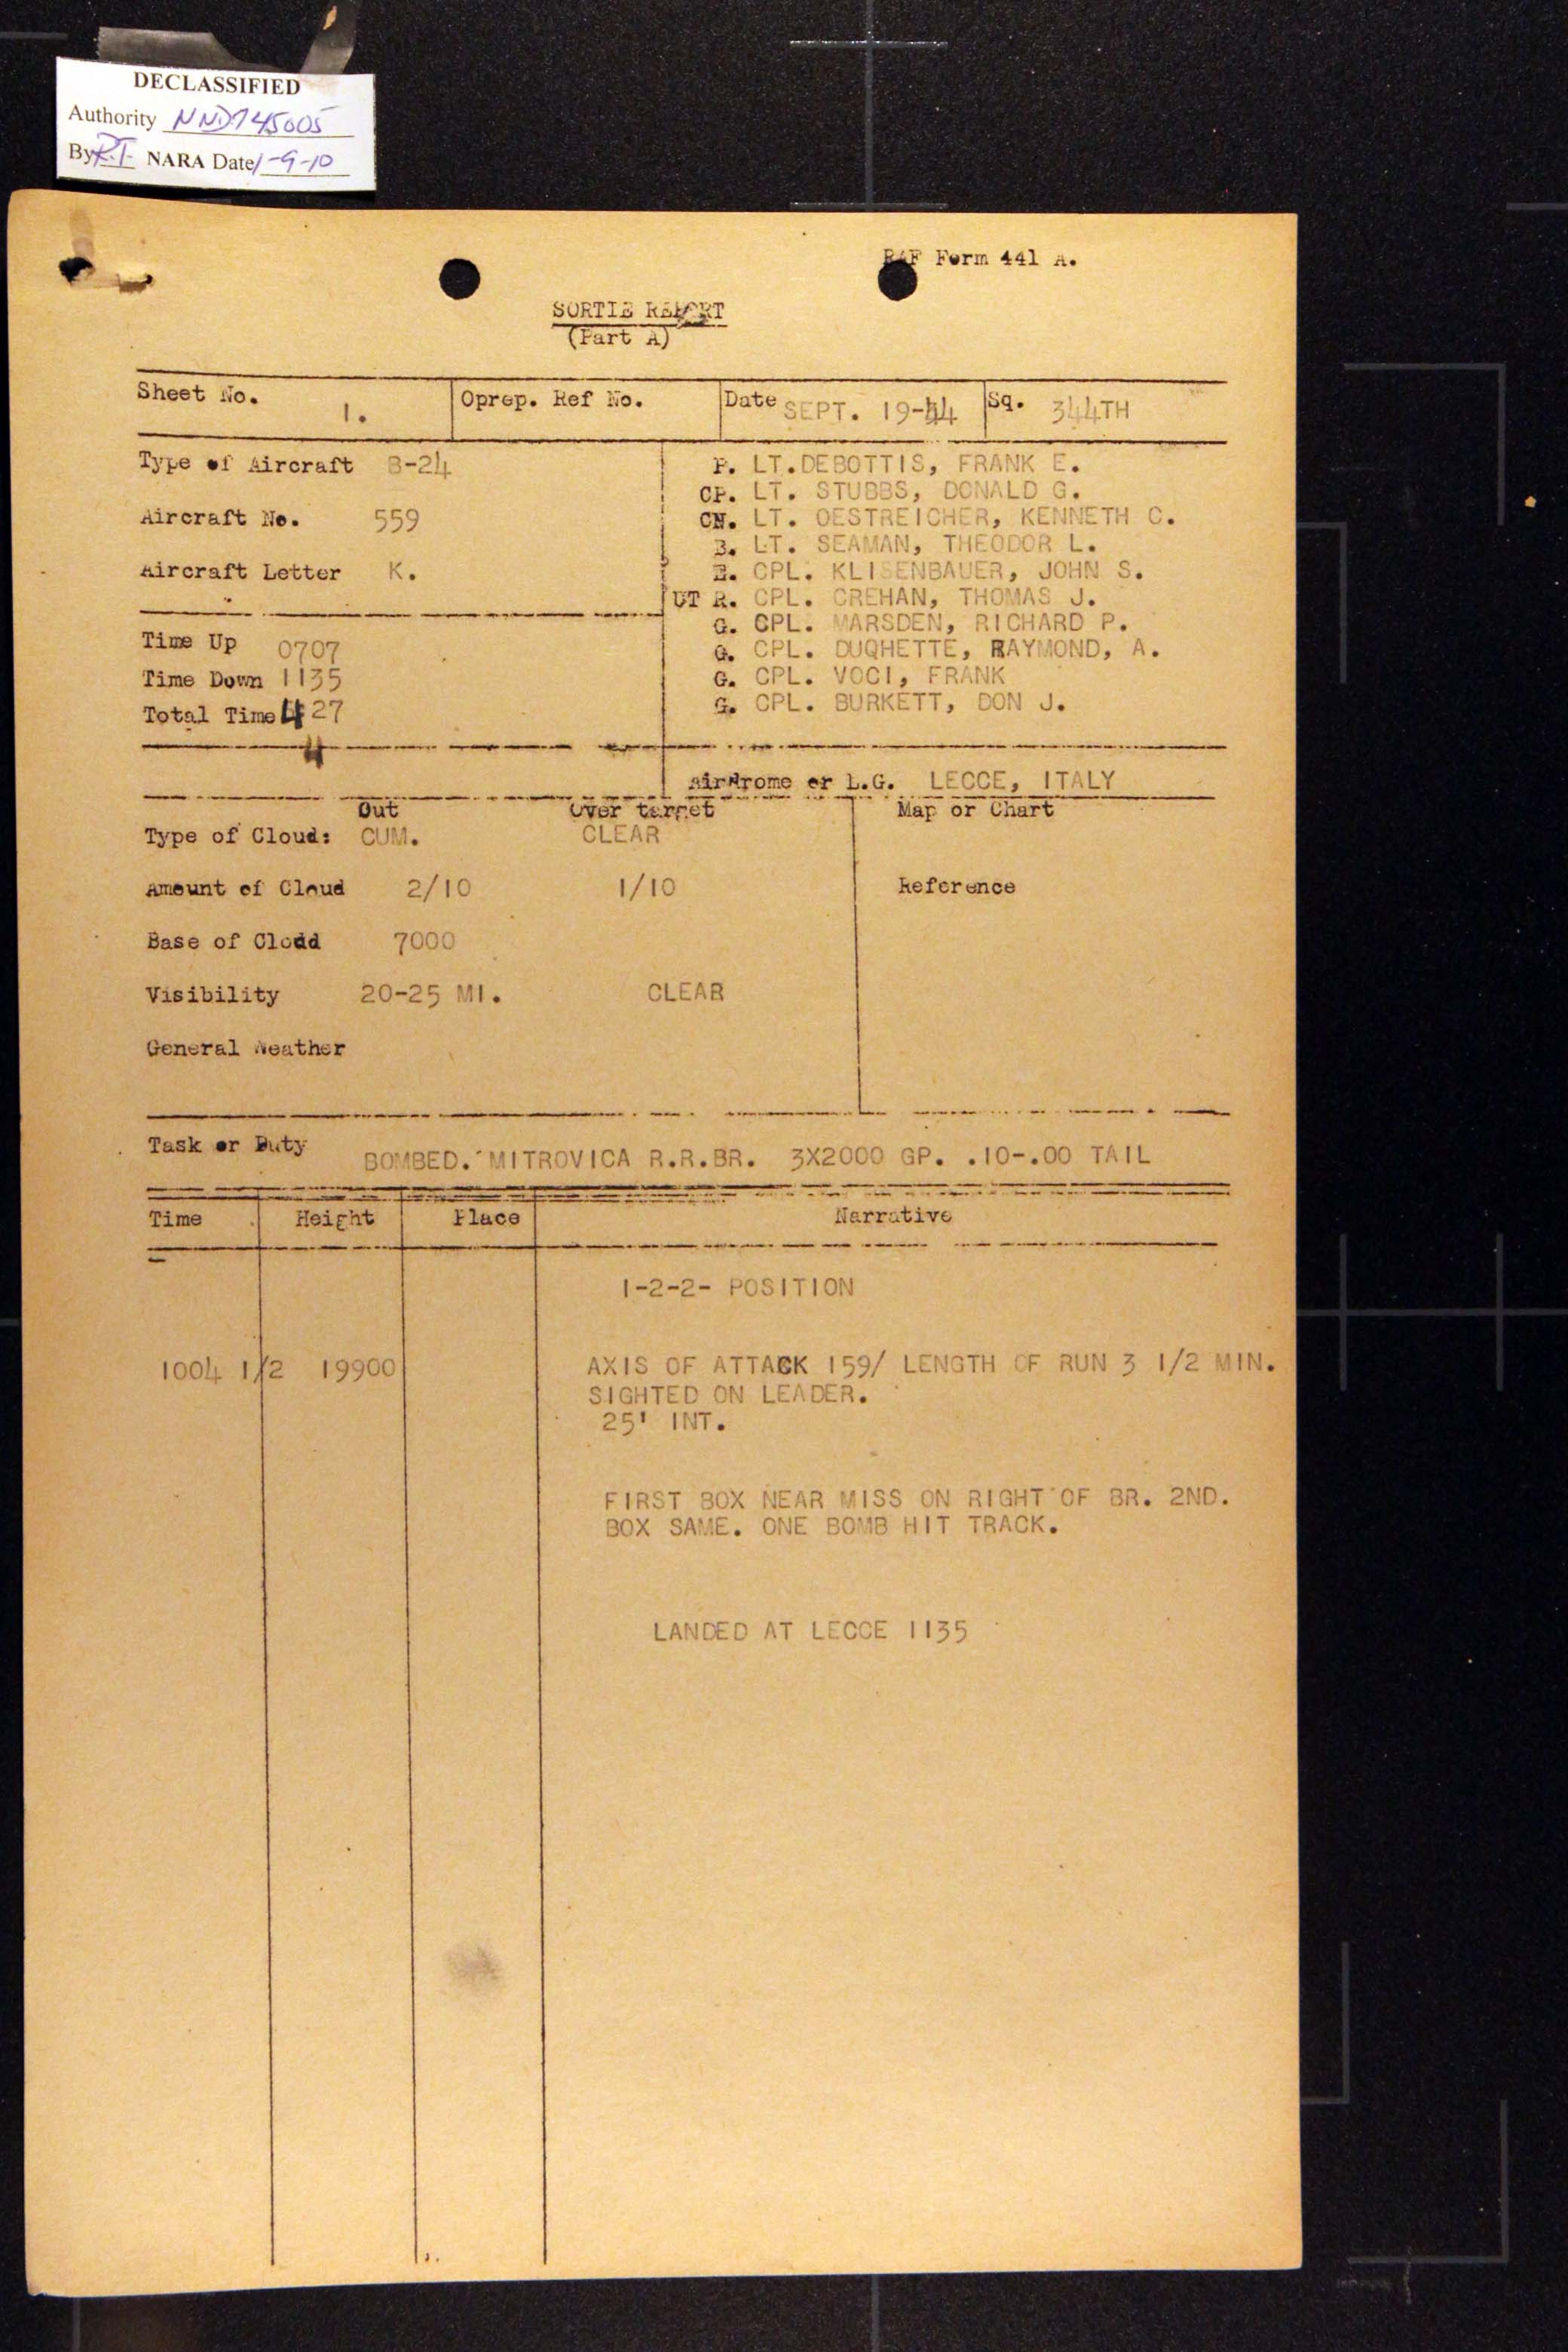 DECLASSIFIED
Authority NND745005
By R.T. NARA Date 1-9-10
RAF Form 441 A.
SORTIE REPORT
(Part A)
Sheet No. 1. Oprep. Ref No. Date SEPT. 19-44 Sq. 344TH
Type of Aircraft B-24
Aircraft No. 559
Aircraft Letter K.
Time Up 0707
Time Down 1135
Total Time 4 27
4
P. LT.DEBOTTIS, FRANK E.
CP. LT. STUBBS, DONALD G.
CN. LT. OESTREICHER, KENNETH C.
B. LT. SEAMAN, THEODOR L.
E. CPL. KLISENBAUER, JOHN S.
UT R. CPL. CREHAN, THOMAS J.
G. CPL. MARSDEN, RICHARD P.
G. CPL. DUQHETTE, RAYMOND, A.
G. CPL. VOCI, FRANK
G. CPL. BURKETT, DON J.
Airdrome or L.G. LECCE, ITALY
Out Over target Map or Chart
Type of Cloud: CUM. CLEAR
Amount of Cloud 2/10 1/10 Reference
Base of Clodd 7000
Visibility 20-25 MI. CLEAR
General Weather
Task or Duty BOMBED. MITROVICA R.R.BR. 3X2000 GP. .10-.00 TAIL
Time Height Place Narrative
1-2-2- POSITION
1004 1/2 19900 AXIS OF ATTACK 159/ LENGTH OF RUN 3 1/2 MIN.
SIGHTED ON LEADER.
25' INT.
FIRST BOX NEAR MISS ON RIGHT OF BR. 2ND.
BOX SAME. ONE BOMB HIT TRACK.
LANDED AT LECCE 1135